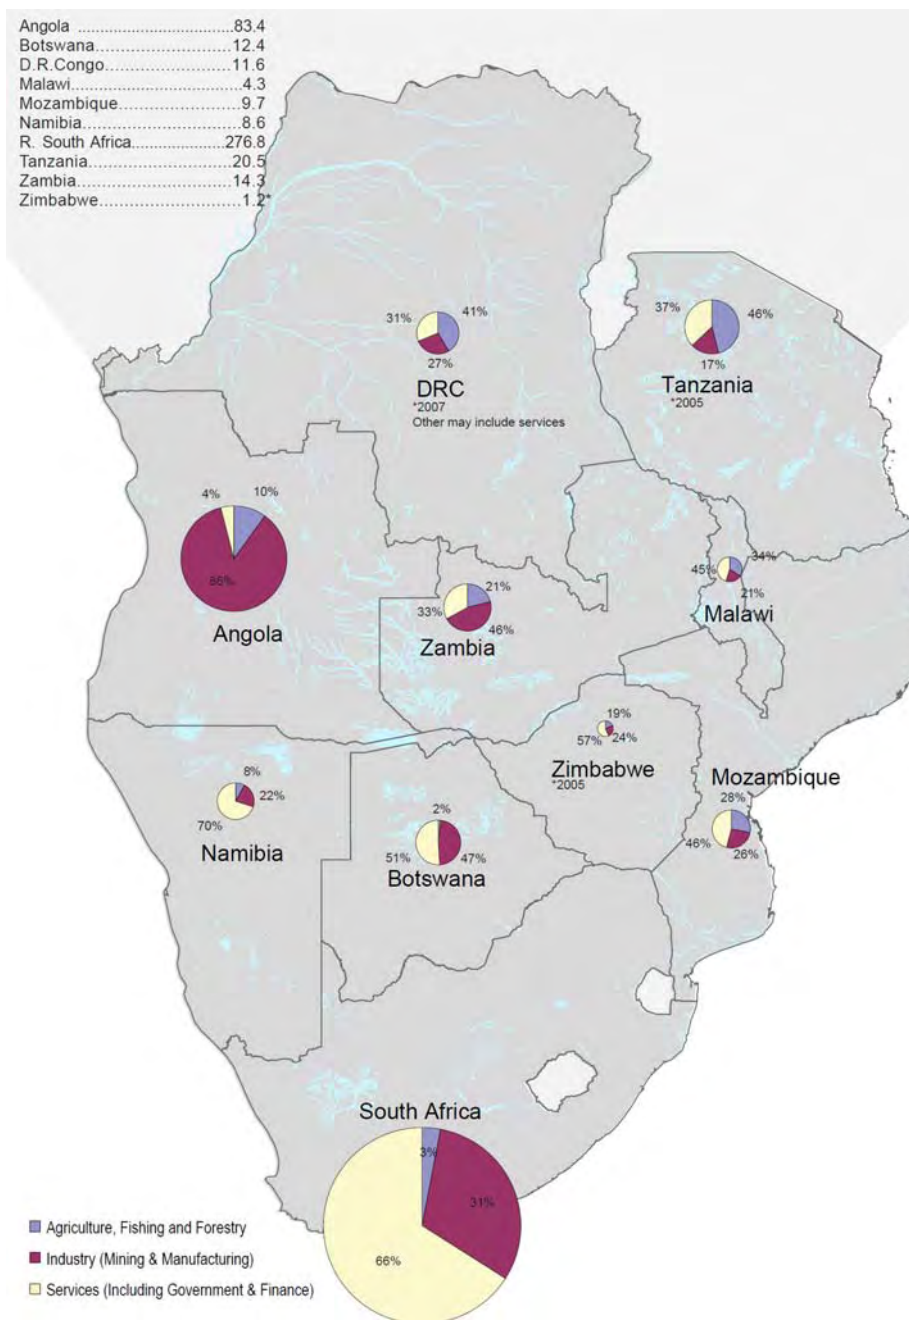 Angola 83.4
Botswana 12.4
D.R.Congo 11.6
Malawi 4.3
Mozambique 9.7
Namibia 8.6
R. South Africa 276.8
Tanzania 20.5
Zambia 14.3
Zimbabwe 1.2*
31%
41%
27%
DRC
*2007
Other may include services
37%
46%
17%
Tanzania
*2005
4%
10%
86%
Angola
33%
21%
46%
Zambia
45%
34%
21%
Malawi
19%
57%
24%
Zimbabwe
*2005
Mozambique
28%
46%
26%
8%
22%
70%
Namibia
2%
51%
47%
Botswana
South Africa
3%
31%
66%
Agriculture, Fishing and Forestry
Industry (Mining & Manufacturing)
Services (Including Government & Finance)